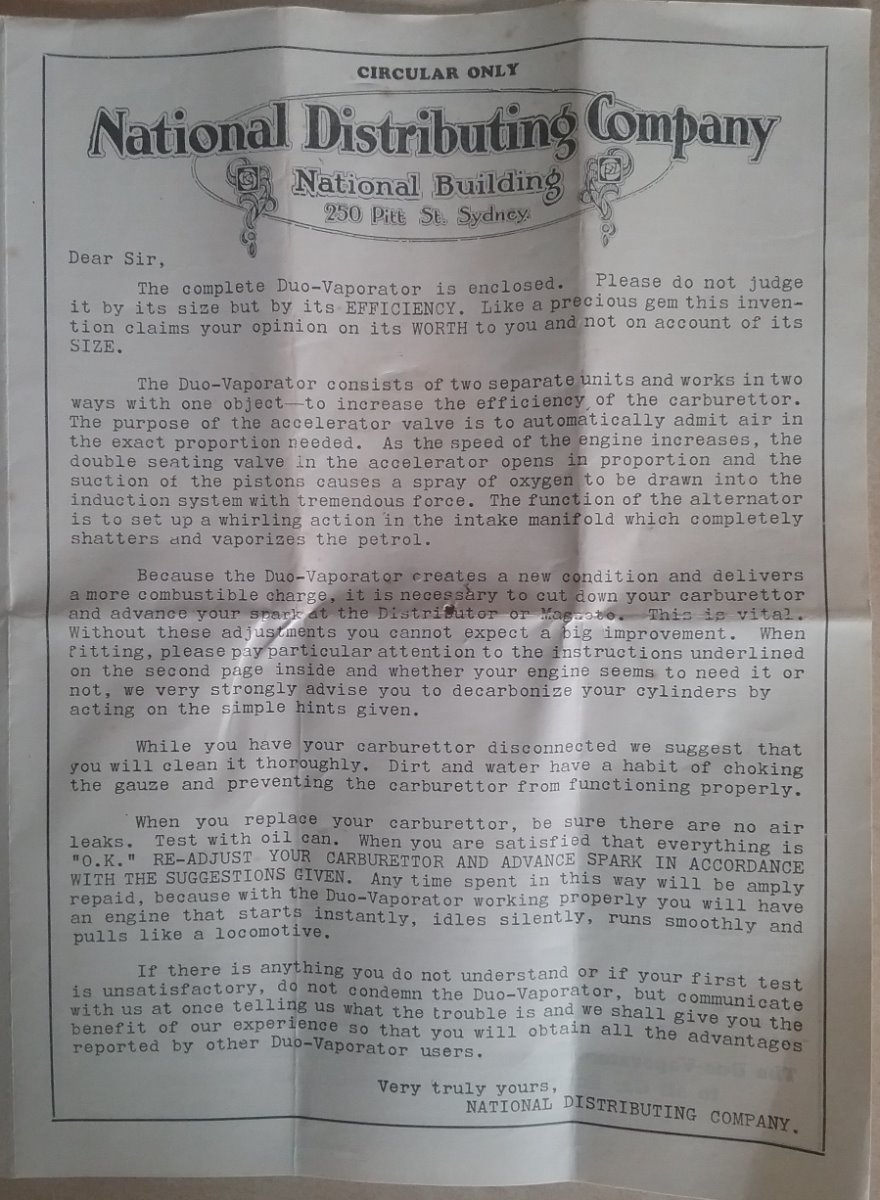 CIRCULAR ONLY
National Distributing Company
National Building
250 Pitt St. Sydney.
Dear Sir,
The complete Duo-Vaporator is enclosed. Please do not judge
it by its size but by its EFFICIENCY. Like a precious gem this inven-
tion claims your opinion on its WORTH to you and not on account of its
SIZE.
The Duo-Vaporator consists of two separate units and works in two
ways with one object—to increase the efficiency of the carburettor.
The purpose of the accelerator valve is to automatically admit air in
the exact proportion needed. As the speed of the engine increases, the
double seating valve in the accelerator opens in proportion and the
suction of the pistons causes a spray of oxygen to be drawn into the
induction system with tremendous force. The function of the alternator
is to set up a whirling action in the intake manifold which completely
shatters and vaporizes the petrol.
Because the Duo-Vaporator creates a new condition and delivers
a more combustible charge, it is necessary to cut down your carburettor
and advance your spark at the Distributor or Magneto. This is vital.
Without these adjustments you cannot expect a big improvement. When
fitting, please pay particular attention to the instructions underlined
on the second page inside and whether your engine seems to need it or
not, we very strongly advise you to decarbonize your cylinders by
acting on the simple hints given.
While you have your carburettor disconnected we suggest that
you will clean it thoroughly. Dirt and water have a habit of choking
the gauze and preventing the carburettor from functioning properly.
When you replace your carburettor, be sure there are no air
leaks. Test with oil can. When you are satisfied that everything is
"O.K." RE-ADJUST YOUR CARBURETTOR AND ADVANCE SPARK IN ACCORDANCE
WITH THE SUGGESTIONS GIVEN. Any time spent in this way will be amply
repaid, because with the Duo-Vaporator working properly you will have
an engine that starts instantly, idles silently, runs smoothly and
pulls like a locomotive.
If there is anything you do not understand or if your first test
is unsatisfactory, do not condemn the Duo-Vaporator, but communicate
with us at once telling us what the trouble is and we shall give you the
benefit of our experience so that you will obtain all the advantages
reported by other Duo-Vaporator users.
Very truly yours,
NATIONAL DISTRIBUTING COMPANY.